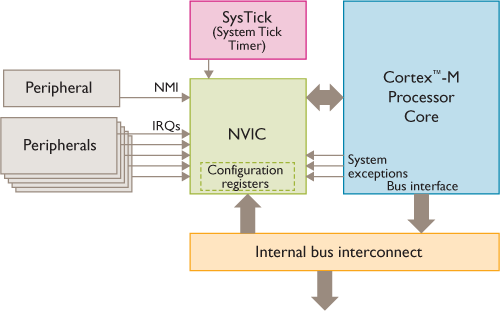 SysTick
(System Tick
Timer)
Peripheral
NMI
Cortex™-M
Processor
Core
IRQs
Peripherals
NVIC
Configuration
registers
System
exceptions
Bus interface
Internal bus interconnect